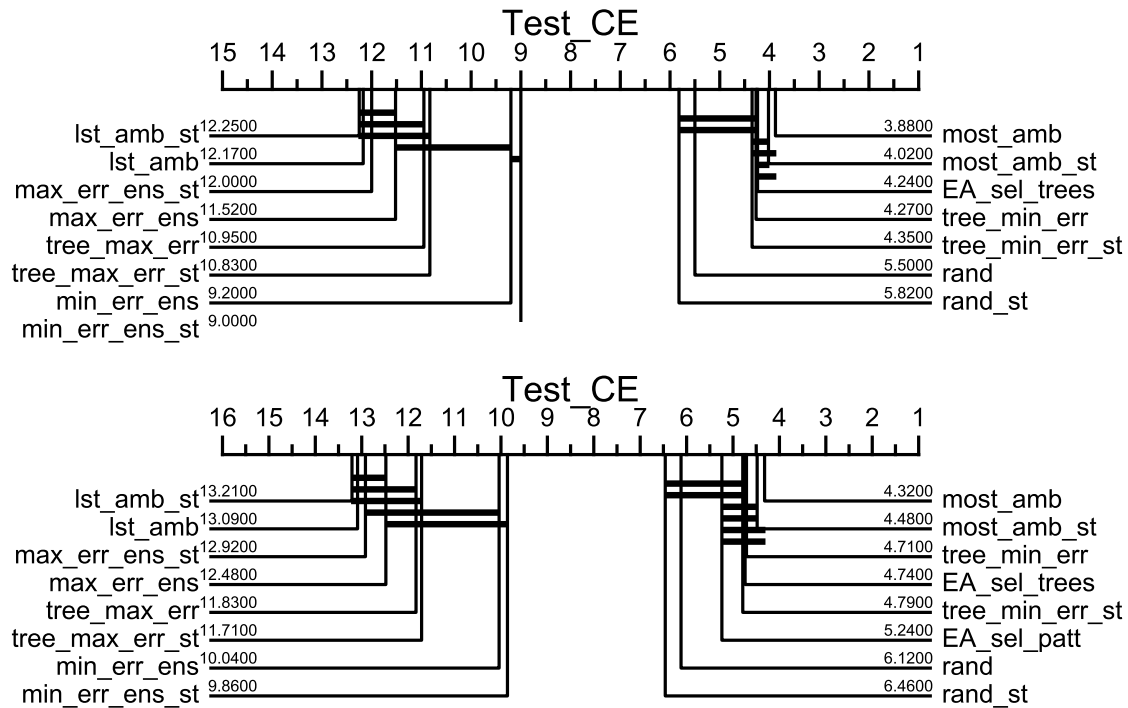 Test_CE
15 14 13 12 11 10 9 8 7 6 5 4 3 2 1
lst_amb_st 12.2500 3.8800 most_amb
lst_amb 12.1700 4.0200 most_amb_st
max_err_ens_st 12.0000 4.2400 EA_sel_trees
max_err_ens 11.5200 4.2700 tree_min_err
tree_max_err 10.9500 4.3500 tree_min_err_st
tree_max_err_st 10.8300 5.5000 rand
min_err_ens 9.2000 5.8200 rand_st
min_err_ens_st 9.0000
Test_CE
16 15 14 13 12 11 10 9 8 7 6 5 4 3 2 1
lst_amb_st 13.2100 4.3200 most_amb
lst_amb 13.0900 4.4800 most_amb_st
max_err_ens_st 12.9200 4.7100 tree_min_err
max_err_ens 12.4800 4.7400 EA_sel_trees
tree_max_err 11.8300 4.7900 tree_min_err_st
tree_max_err_st 11.7100 5.2400 EA_sel_patt
min_err_ens 10.0400 6.1200 rand
min_err_ens_st 9.8600 6.4600 rand_st